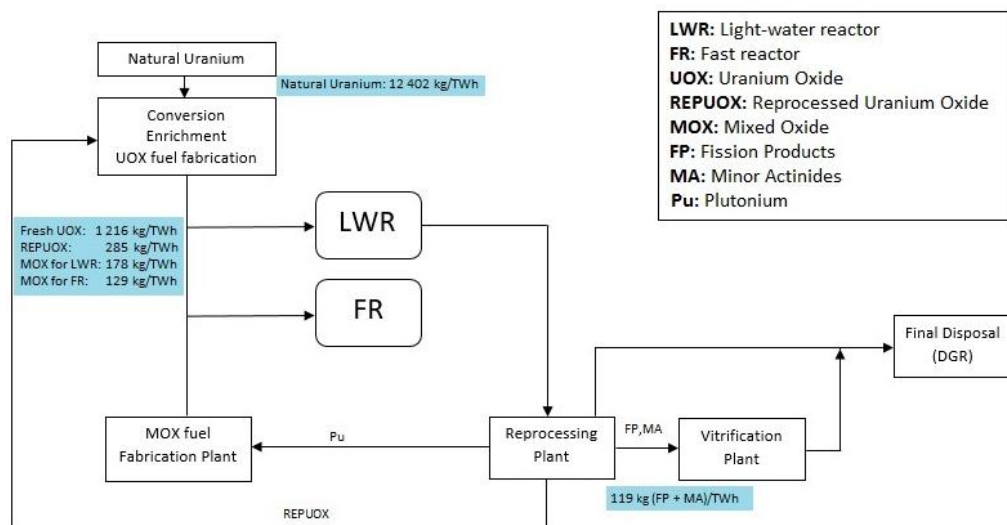 Natural Uranium
Natural Uranium: 12 402 kg/TWh
Conversion
Enrichment
UOX fuel fabrication
LWR: Light-water reactor
FR: Fast reactor
UOX: Uranium Oxide
REPUOX: Reprocessed Uranium Oxide
MOX: Mixed Oxide
FP: Fission Products
MA: Minor Actinides
Pu: Plutonium
Fresh UOX: 1 216 kg/TWh
REPUOX: 285 kg/TWh
MOX for LWR: 178 kg/TWh
MOX for FR: 129 kg/TWh
LWR
FR
Final Disposal
(DGR)
MOX fuel
Fabrication Plant
Pu
Reprocessing
Plant
FP,MA
Vitrification
Plant
119 kg (FP + MA)/TWh
REPUOX